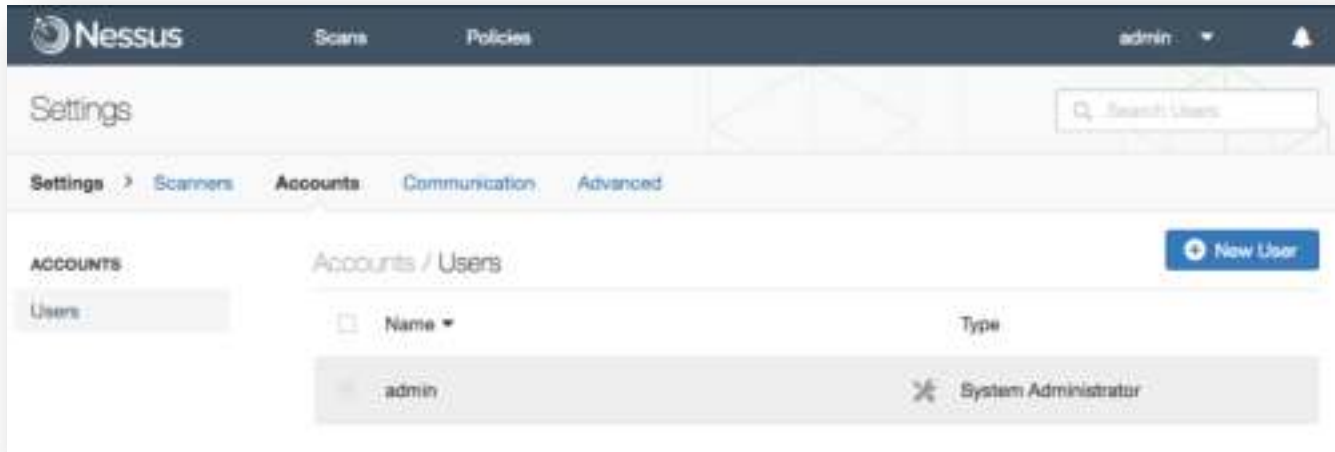 Nessus Scans Policies admin
Settings Search Users
Settings > Scanners Accounts Communication Advanced
ACCOUNTS
Users
Accounts / Users
New User
Name Type
admin System Administrator